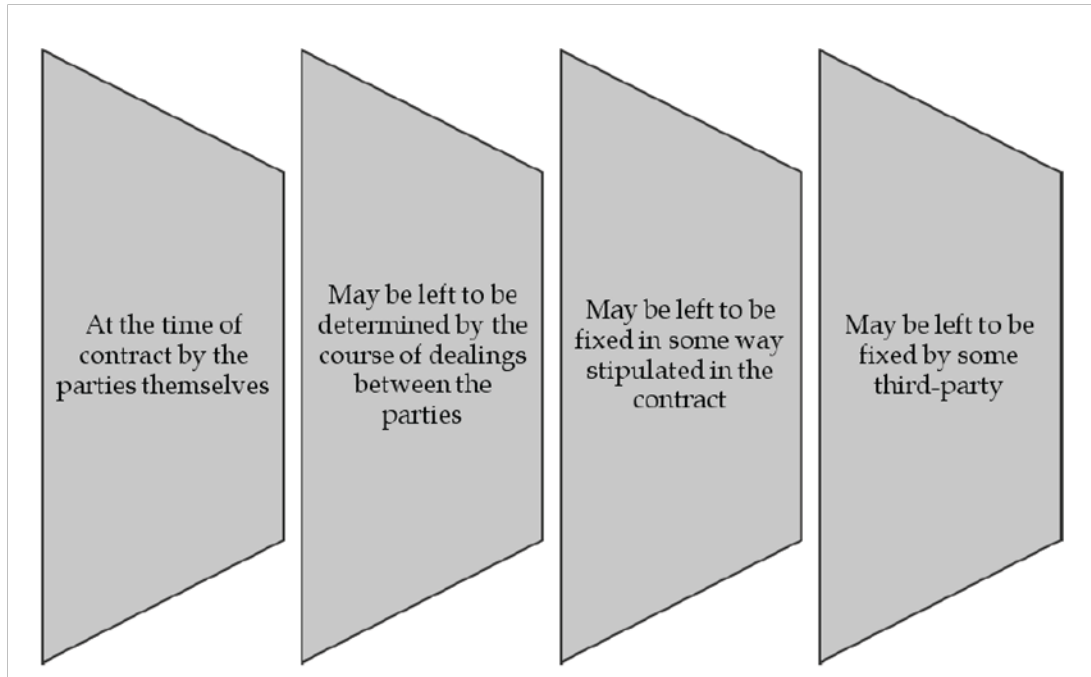 At the time of
contract by the
parties themselves
May be left to be
determined by the
course of dealings
between the
parties
May be left to be
fixed in some way
stipulated in the
contract
May be left to be
fixed by some
third-party